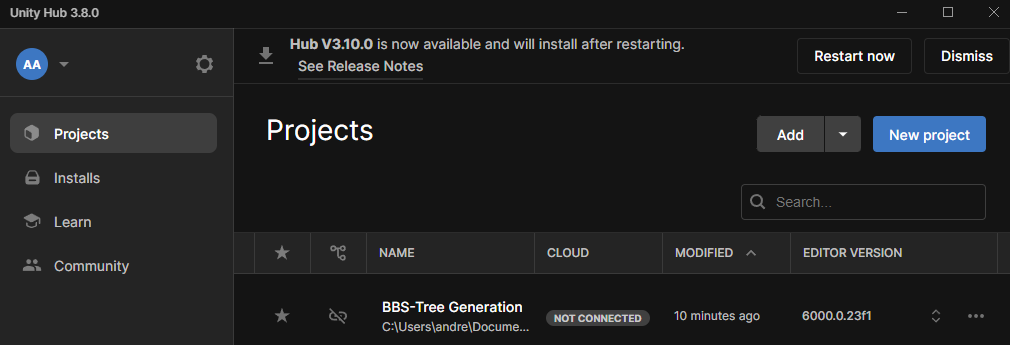 Unity Hub 3.8.0
Hub V3.10.0 is now available and will install after restarting.
See Release Notes
Restart now
Dismiss
AA
Projects
Installs
Learn
Community
Projects
Add
New project
Search...
NAME
CLOUD
MODIFIED
EDITOR VERSION
BBS-Tree Generation
C:\Users\andre\Docume...
NOT CONNECTED
10 minutes ago
6000.0.23f1